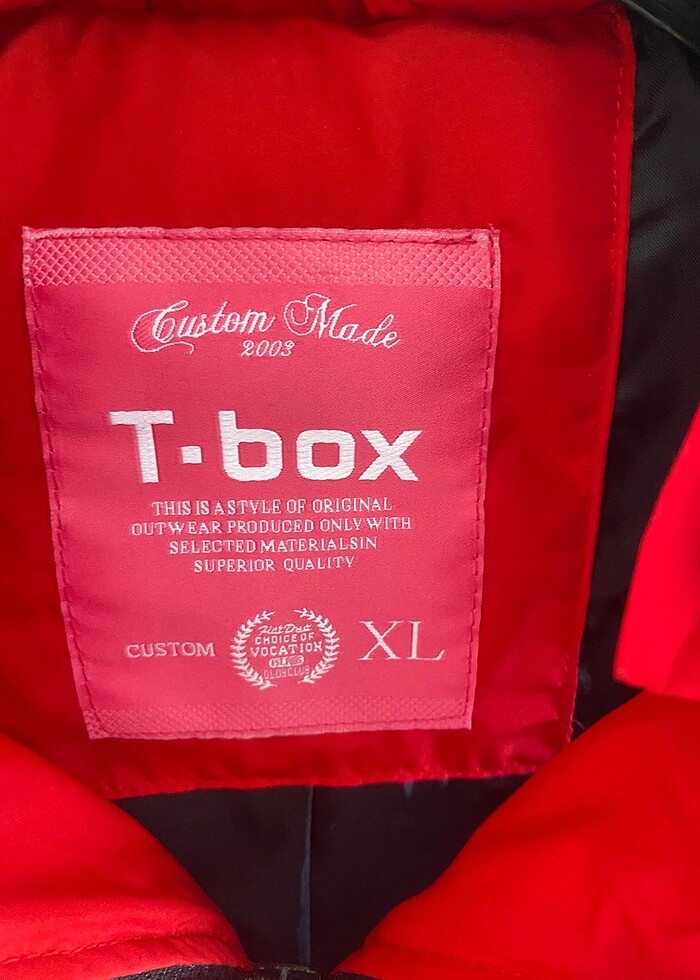 Custom Made
2003
T·box
THIS IS A STYLE OF ORIGINAL
OUTWEAR PRODUCED ONLY WITH
SELECTED MATERIALSIN
SUPERIOR QUALITY
CUSTOM
CHOICE OF
VOCATION
XL